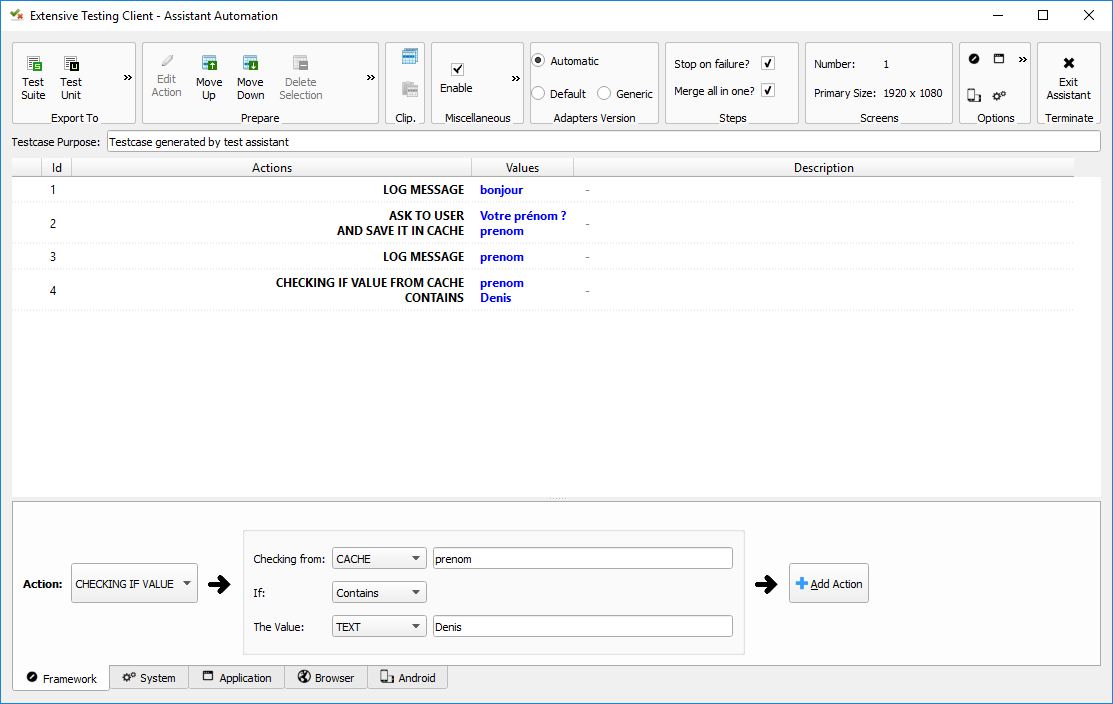 Extensive Testing Client - Assistant Automation
Test Suite
Test Unit
»
Export To
Edit Action
Move Up
Move Down
Delete Selection
»
Prepare
Clip.
Enable
»
Miscellaneous
Automatic
Default
Generic
Adapters Version
Stop on failure?
Merge all in one?
Steps
Number: 1
Primary Size: 1920 x 1080
Screens
»
Options
Exit Assistant
Terminate
Testcase Purpose: Testcase generated by test assistant
Id Actions Values Description
1 LOG MESSAGE bonjour -
2 ASK TO USER Votre prénom ? -
AND SAVE IT IN CACHE prenom
3 LOG MESSAGE prenom -
4 CHECKING IF VALUE FROM CACHE prenom -
CONTAINS Denis
Action: CHECKING IF VALUE
Checking from: CACHE prenom
If: Contains
The Value: TEXT Denis
Add Action
Framework System Application Browser Android